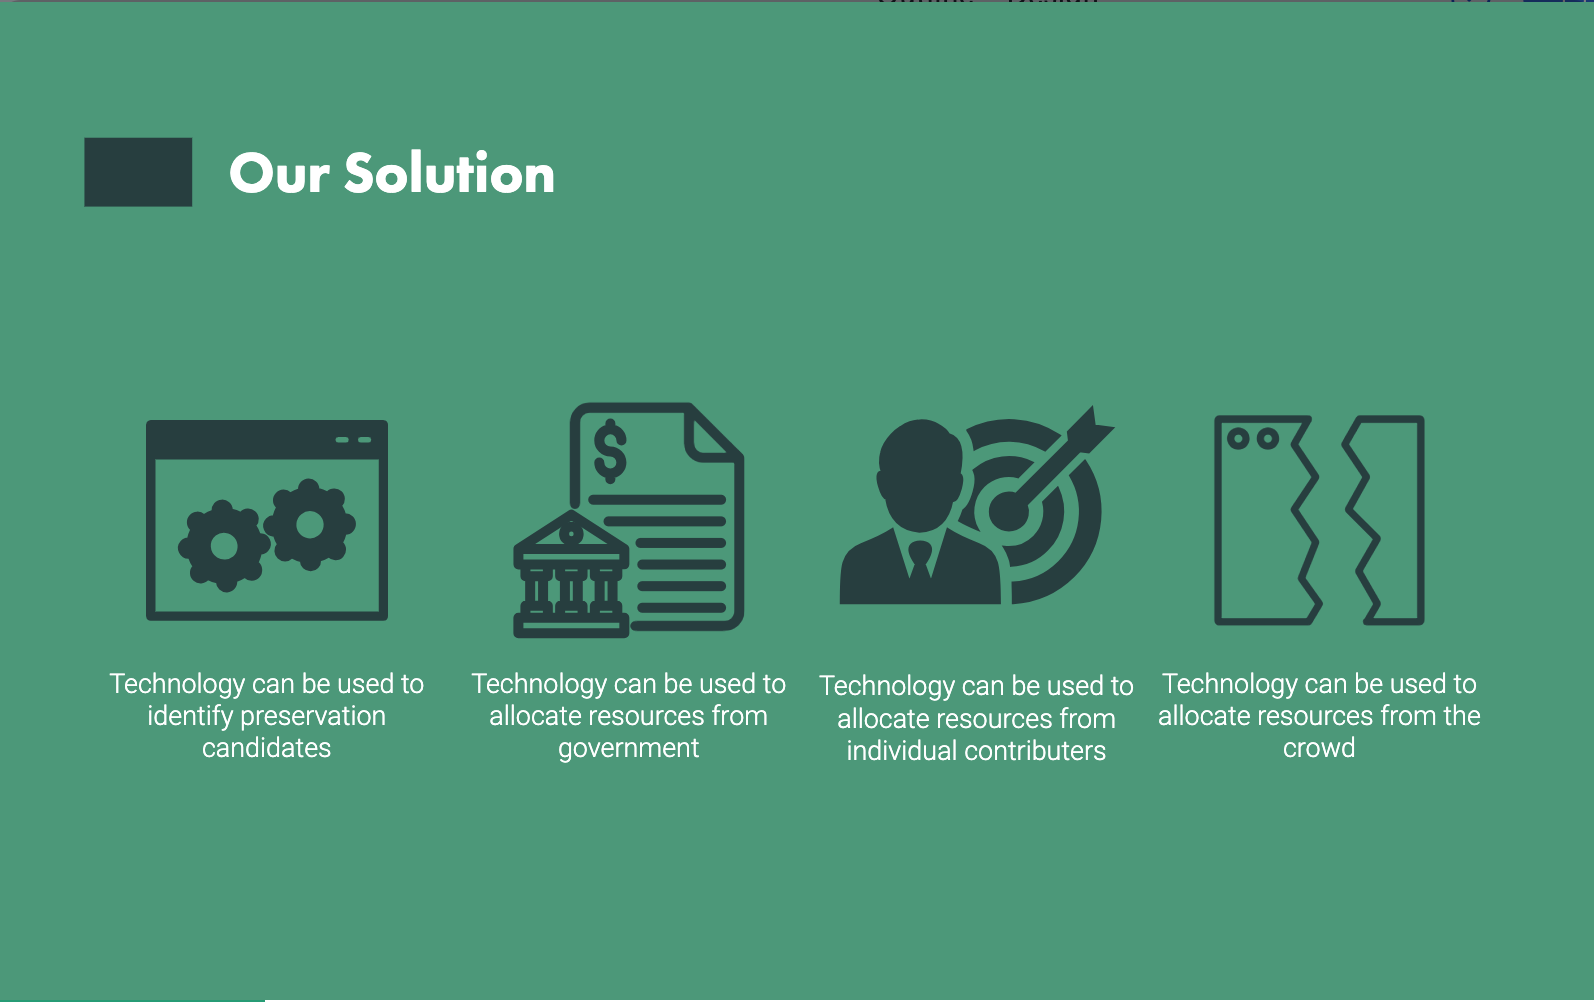 Our Solution
$
Technology can be used to
identify preservation
candidates
Technology can be used to
allocate resources from
government
Technology can be used to
allocate resources from
individual contributers
Technology can be used to
allocate resources from the
crowd